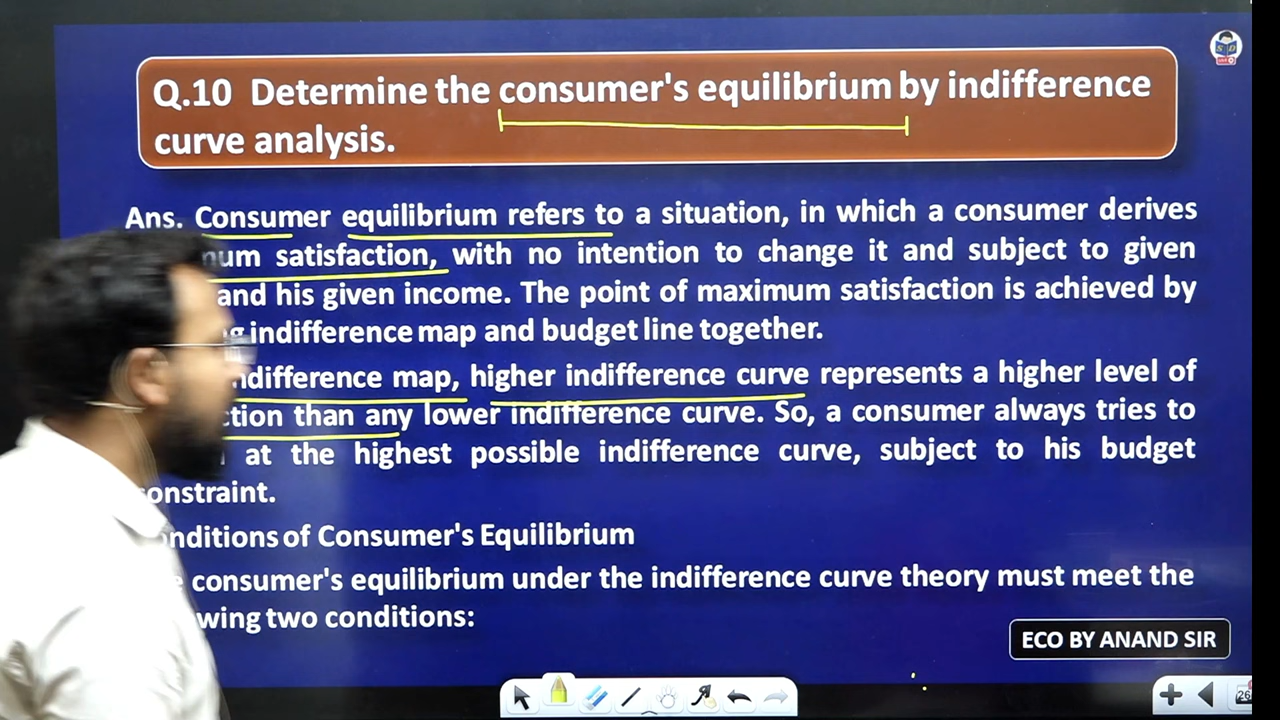 Q.10 Determine the consumer's equilibrium by indifference
curve analysis.
Ans. Consumer equilibrium refers to a situation, in which a consumer derives
satisfaction, with no intention to change it and subject to given
and his given income. The point of maximum satisfaction is achieved by
indifference map and budget line together.
indifference map, higher indifference curve represents a higher level of
than any lower indifference curve. So, a consumer always tries to
at the highest possible indifference curve, subject to his budget
constraint.
Conditions of Consumer's Equilibrium
consumer's equilibrium under the indifference curve theory must meet the
two conditions:
ECO BY ANAND SIR
26